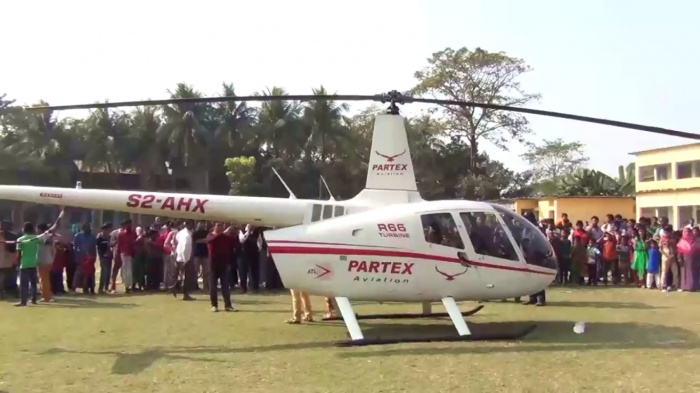 PARTEX
Aviation
S2-AHX
R66
TURBINE
PARTEX
Aviation